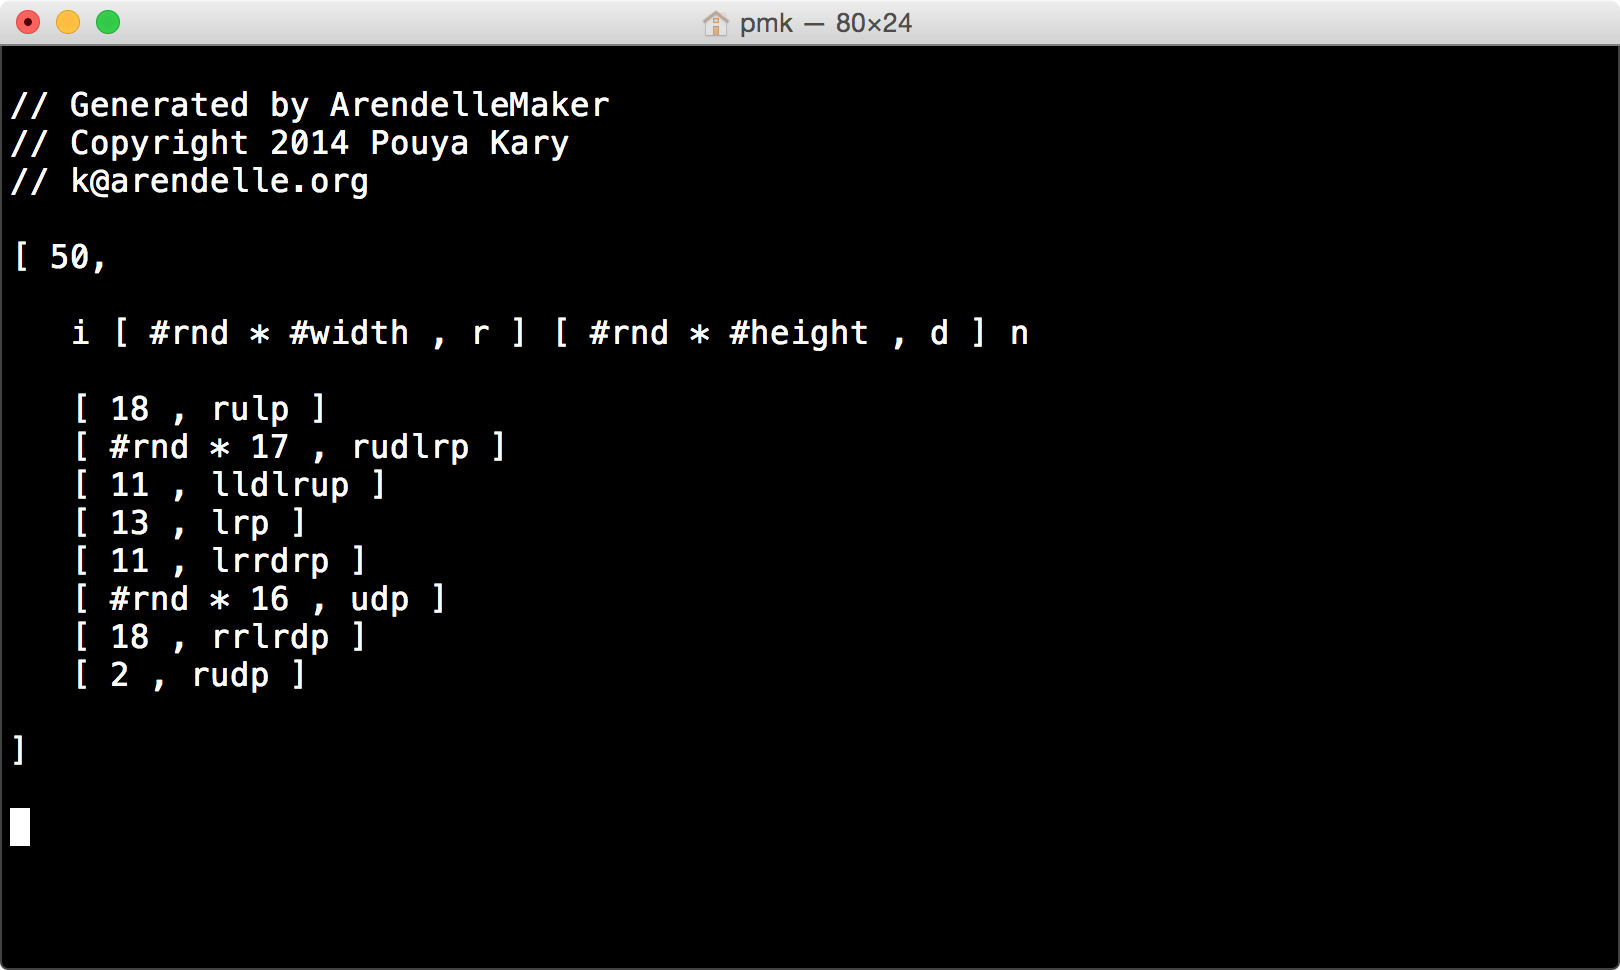 pmk — 80×24
// Generated by ArendelleMaker
// Copyright 2014 Pouya Kary
// k@arendelle.org
[ 50,
i [ #rnd * #width , r ] [ #rnd * #height , d ] n
[ 18 , rulp ]
[ #rnd * 17 , rudlrp ]
[ 11 , lldlrup ]
[ 13 , lrp ]
[ 11 , lrrdrp ]
[ #rnd * 16 , udp ]
[ 18 , rrlrdp ]
[ 2 , rudp ]
]